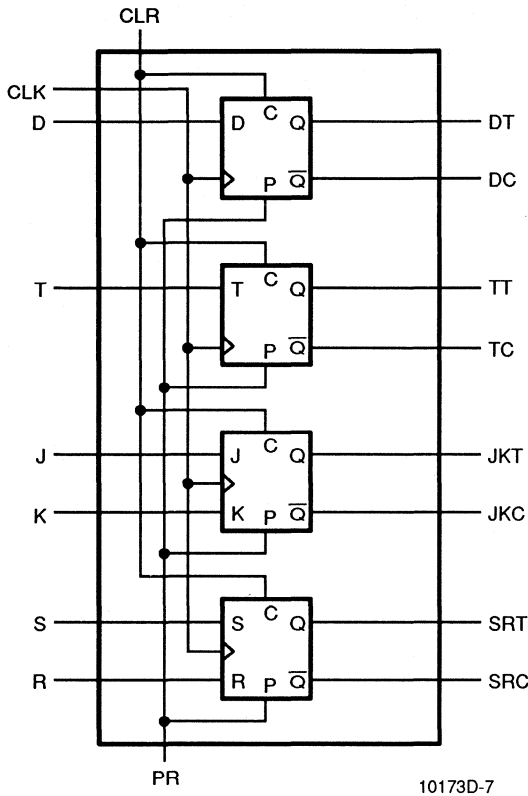 CLR
CLK
D
D C Q
P Q̅
DT
DC
T
T C Q
P Q̅
TT
TC
J
K
J C Q
K P Q̅
JKT
JKC
S
R
S C Q
R P Q̅
SRT
SRC
PR
10173D-7